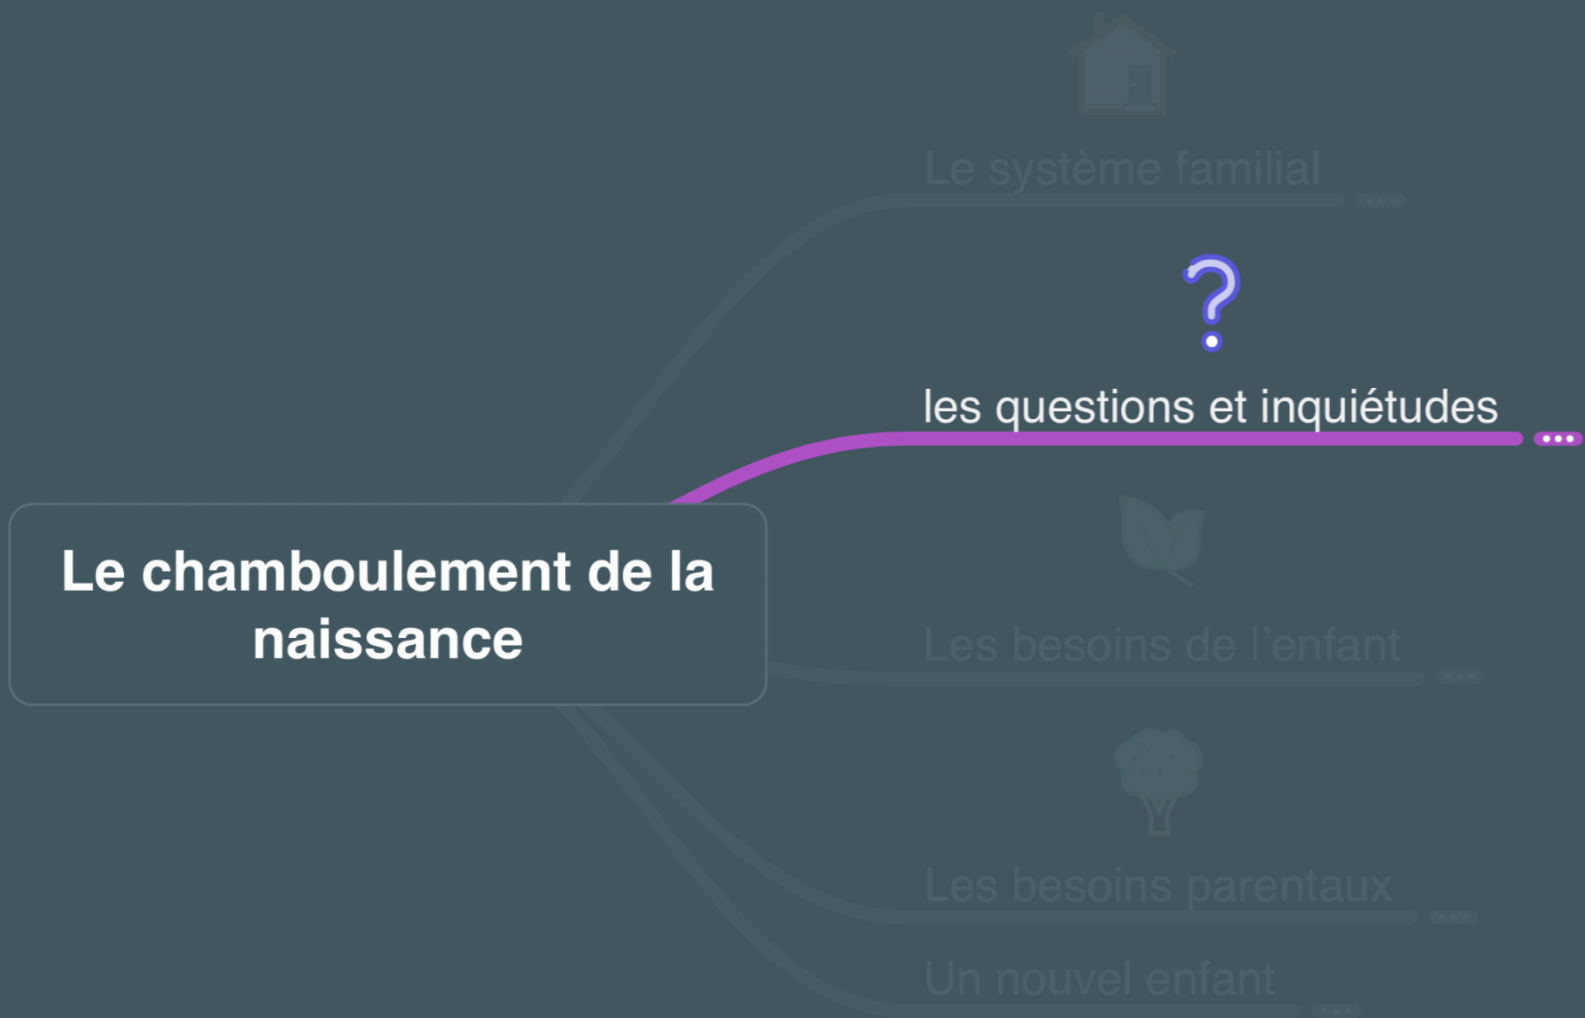 Le système familial
?
les questions et inquiétudes
Le chamboulement de la
naissance
Les besoins de l’enfant
Les besoins parentaux
Un nouvel enfant